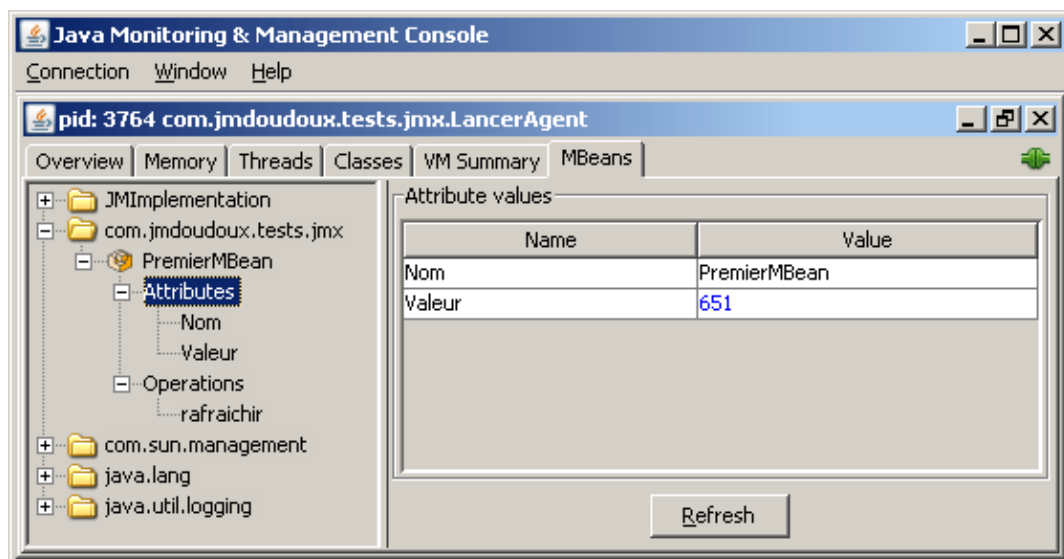 Java Monitoring & Management Console
Connection Window Help
pid: 3764 com.jmdoudoux.tests.jmx.LancerAgent
Overview Memory Threads Classes VM Summary MBeans
JMImplementation
com.jmdoudoux.tests.jmx
PremierMBean
Attributes
Nom
Valeur
Operations
rafraichir
com.sun.management
java.lang
java.util.logging
Attribute values
Name Value
Nom PremierMBean
Valeur 651
Refresh